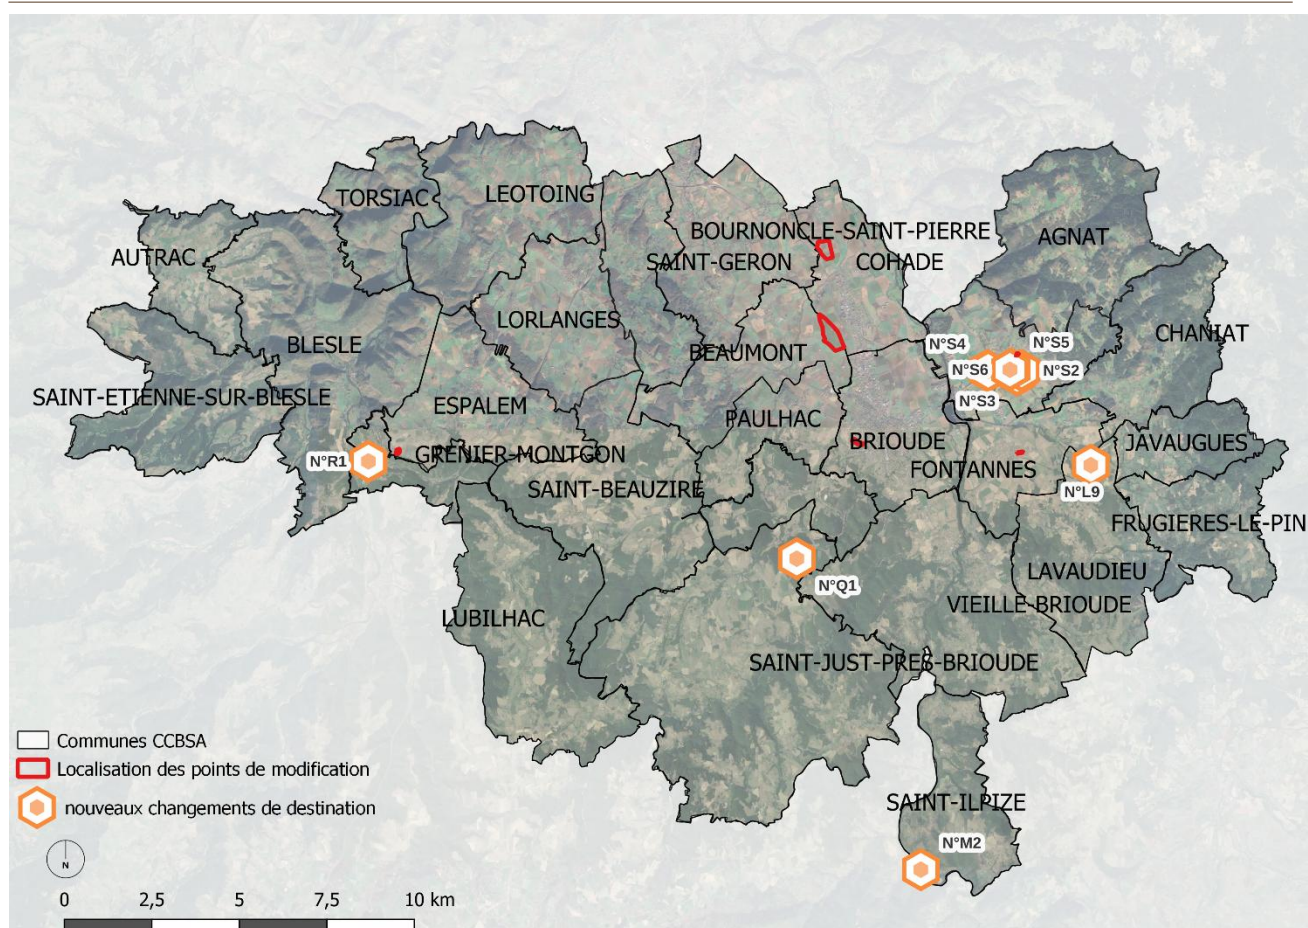 TORSIAC
LEOTOING
BOURNONCLE-SAINT-PIERRE
AGNAT
AUTRAC
SAINT-GERON
COHADE
LORLANGES
CHANIAT
BLESLE
BEAUMONT
N°S4
N°S5
N°S6
N°S2
N°S3
SAINT-ETIENNE-SUR-BLESLE
ESPALEM
PAULHAC
BRIOUDE
JAVAUGUES
N°R1
GRENIER-MONTGON
FONTANNES
SAINT-BEAUZIRE
N°L9
FRUGIERES-LE-PIN
LAVAUDIEU
N°Q1
VIEILLE-BRIOUDE
LUBILHAC
SAINT-JUST-PRES-BRIOUDE
SAINT-ILPIZE
N°M2
Communes CCBSA
Localisation des points de modification
nouveaux changements de destination
N
0 2,5 5 7,5 10 km